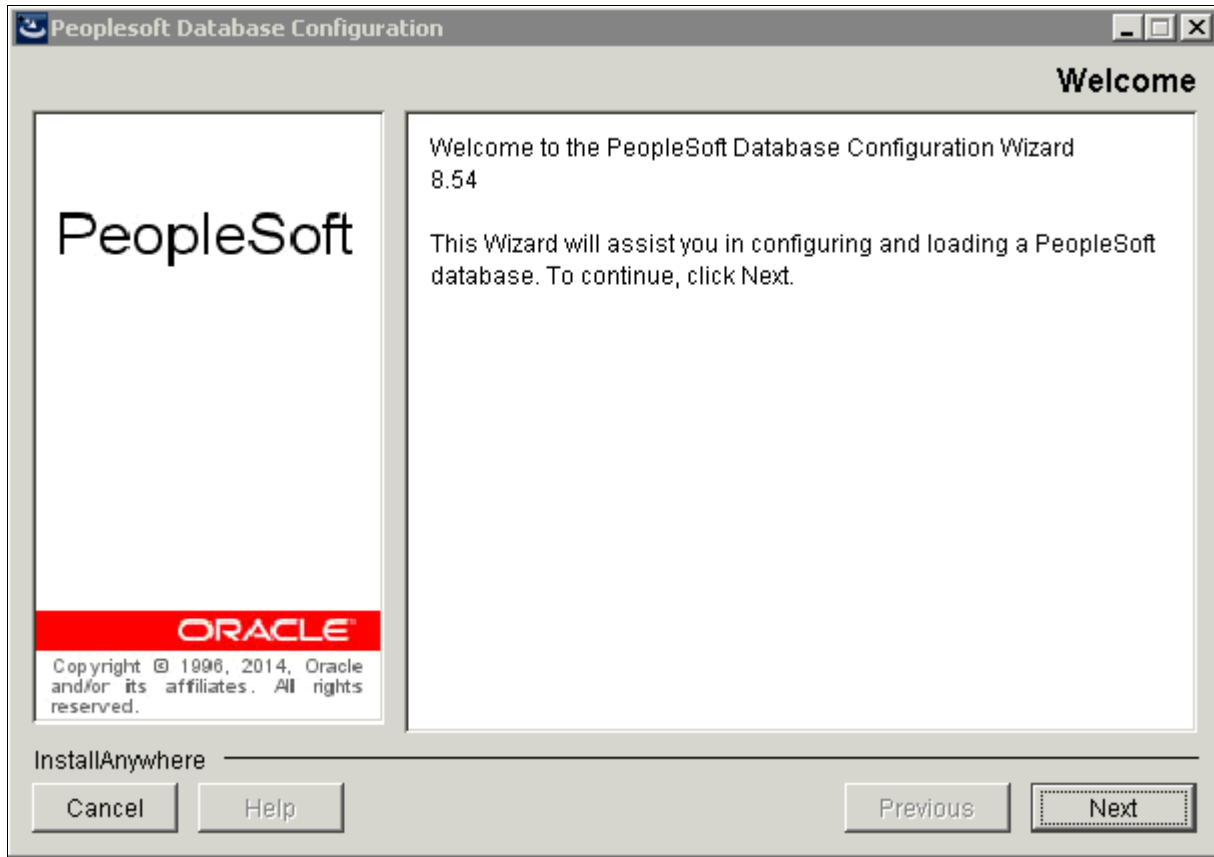 Peoplesoft Database Configuration
Welcome
PeopleSoft
ORACLE
Copyright © 1996, 2014, Oracle
and/or its affiliates. All rights
reserved.
Welcome to the PeopleSoft Database Configuration Wizard
8.54
This Wizard will assist you in configuring and loading a PeopleSoft
database. To continue, click Next.
InstallAnywhere
Cancel Help Previous Next